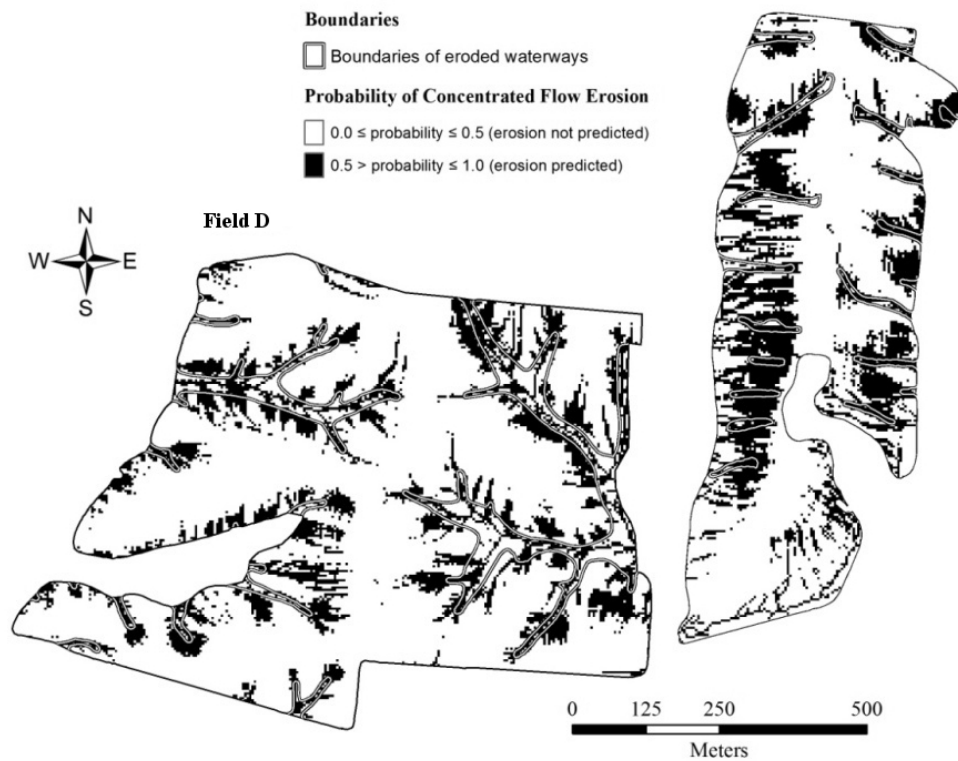 Boundaries
Boundaries of eroded waterways
Probability of Concentrated Flow Erosion
0.0 ≤ probability ≤ 0.5 (erosion not predicted)
0.5 > probability ≤ 1.0 (erosion predicted)
Field D
N
W E
S
0 125 250 500
Meters